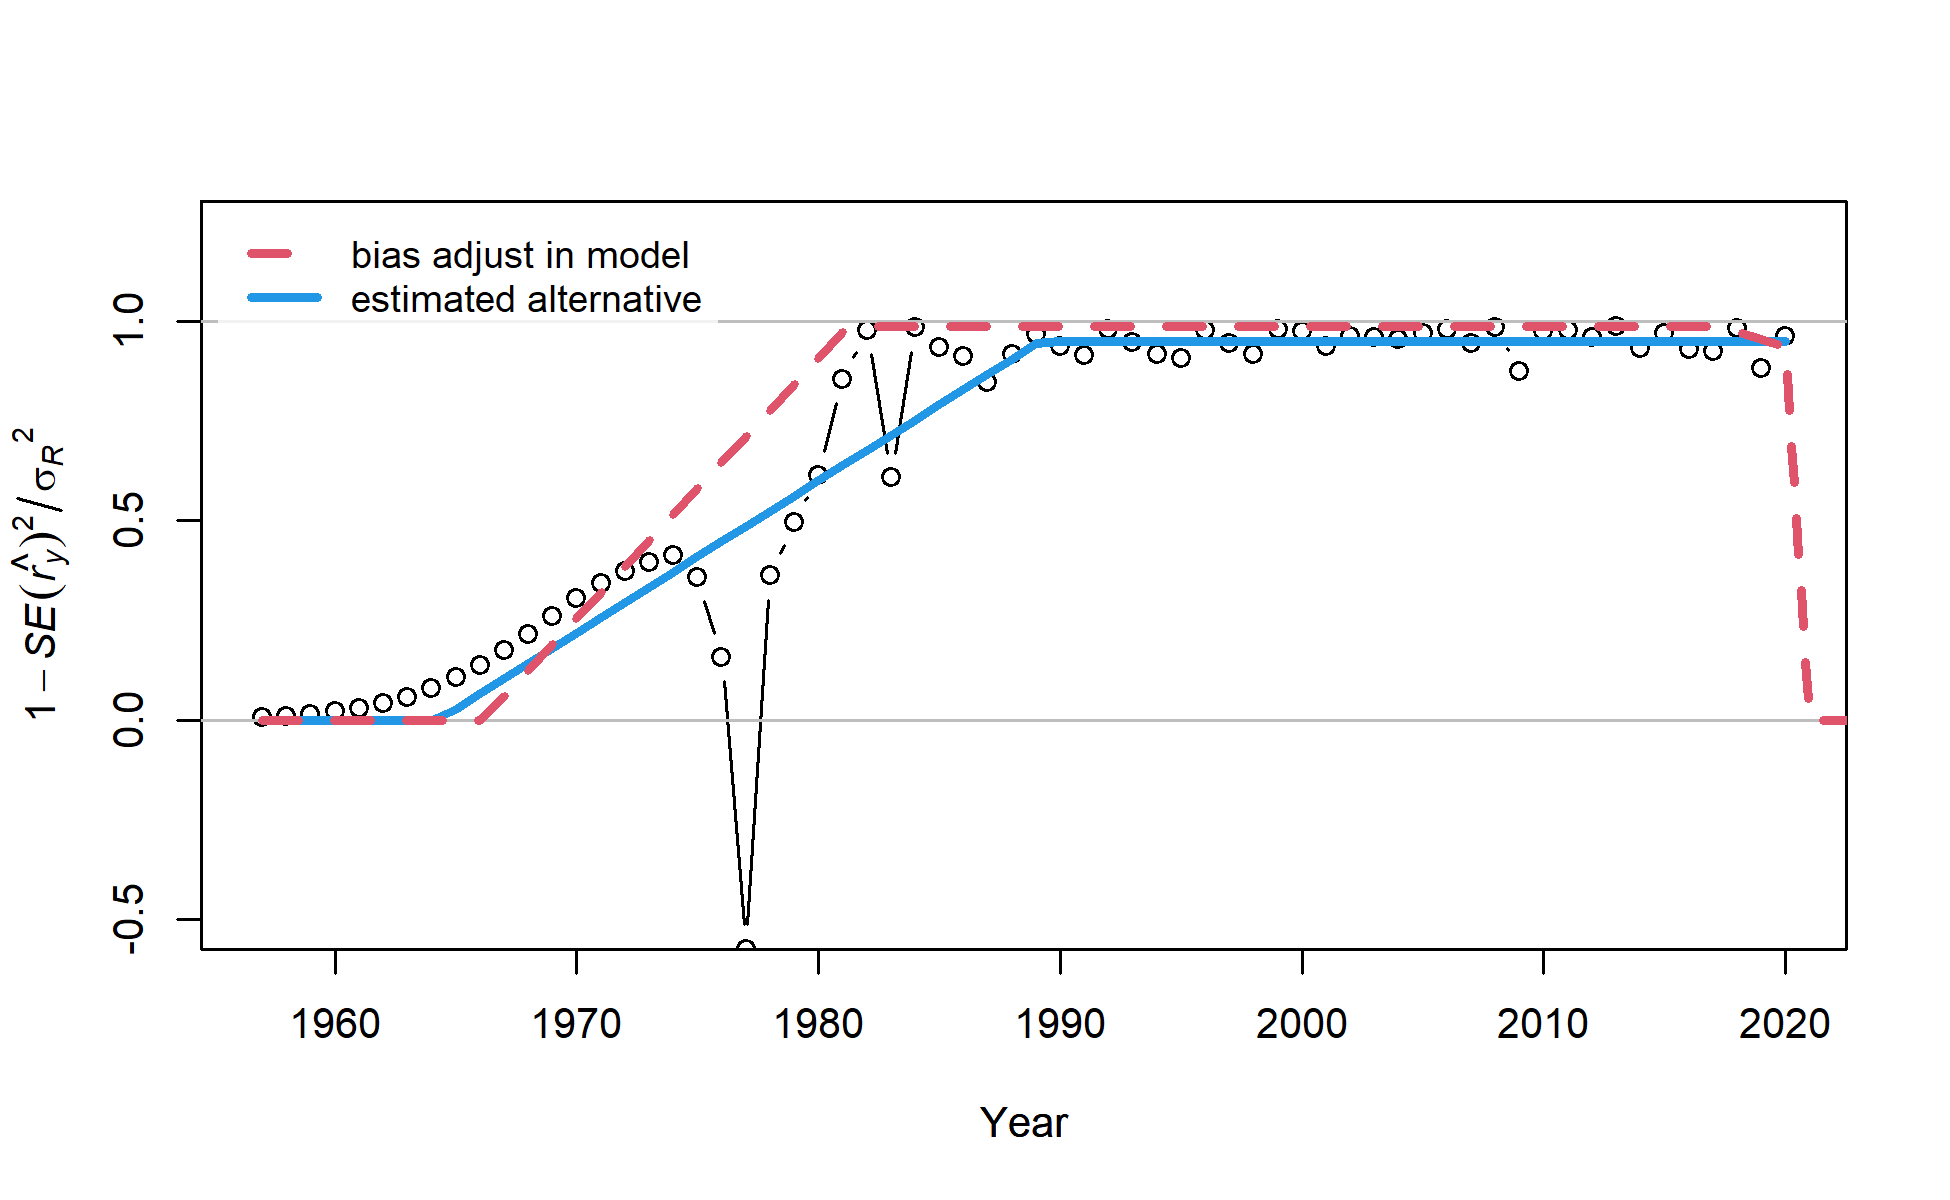 bias adjust in model
estimated alternative
1 − SE(r̂y)² / σR²
1.0
0.5
0.0
-0.5
1960 1970 1980 1990 2000 2010 2020
Year